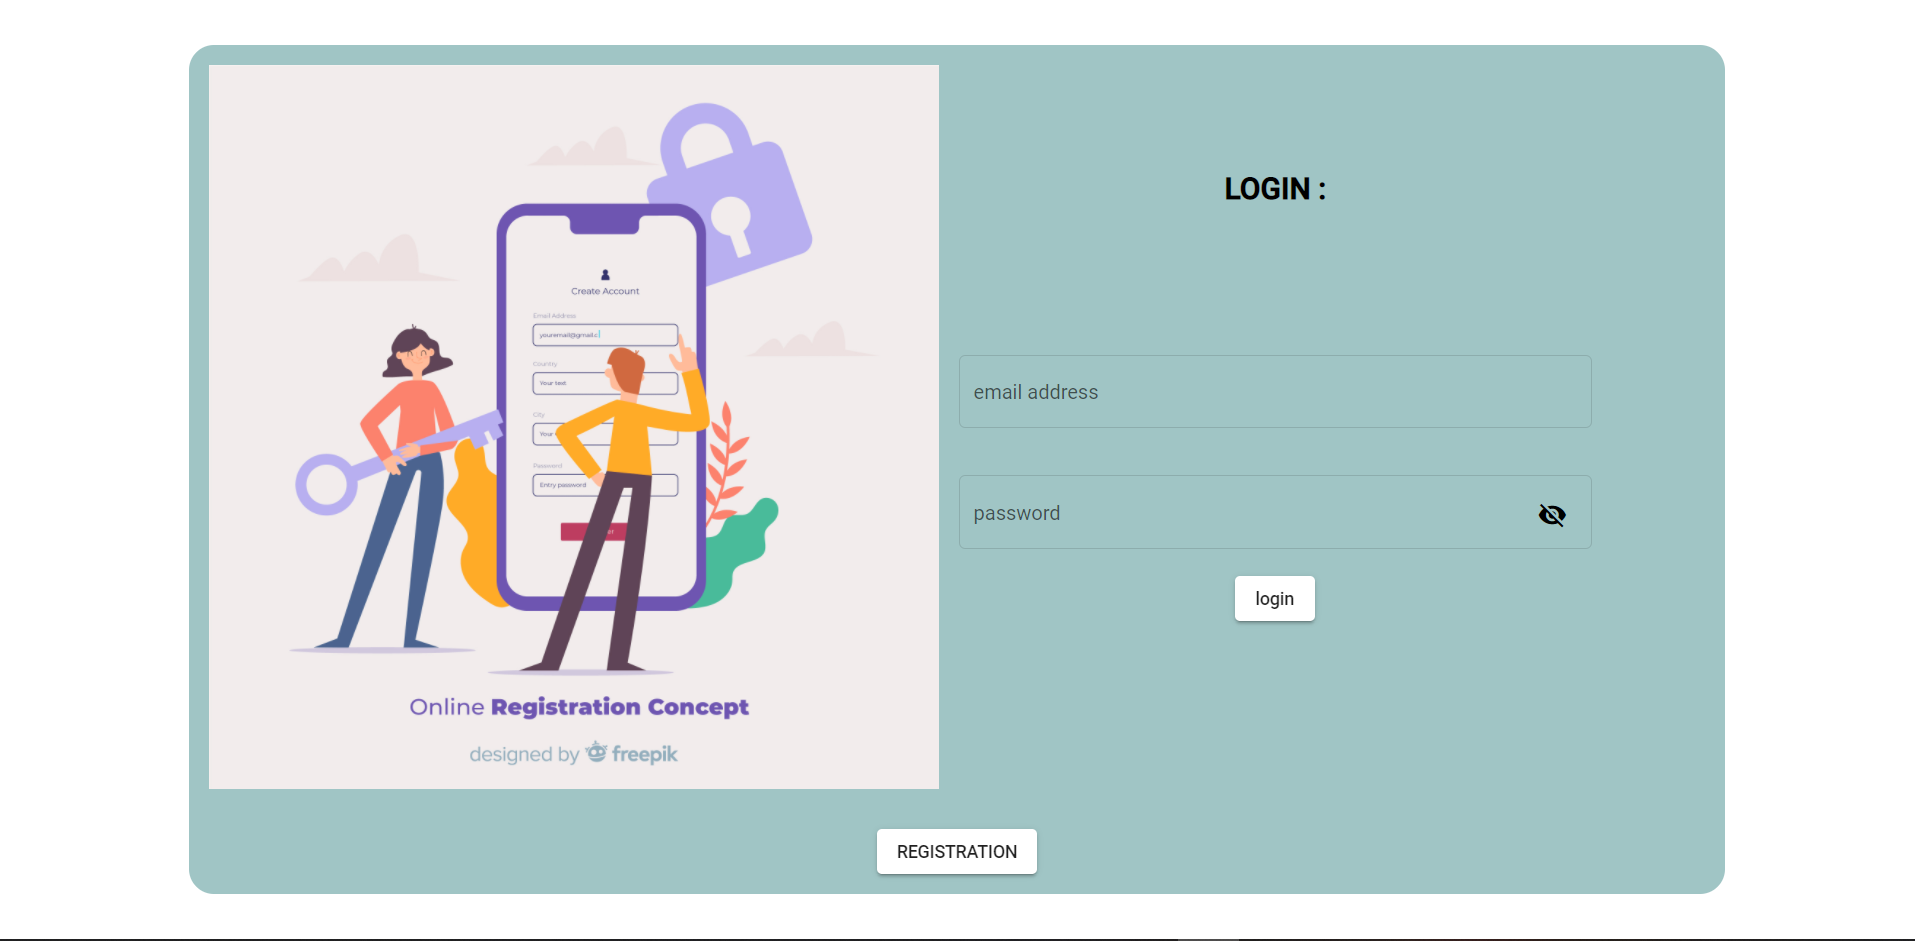 Create Account
Email Address
youremail@gmail.c
Country
Your text
City
Your
Password
Entry password
Online Registration Concept
designed by freepik
LOGIN :
email address
password
login
REGISTRATION